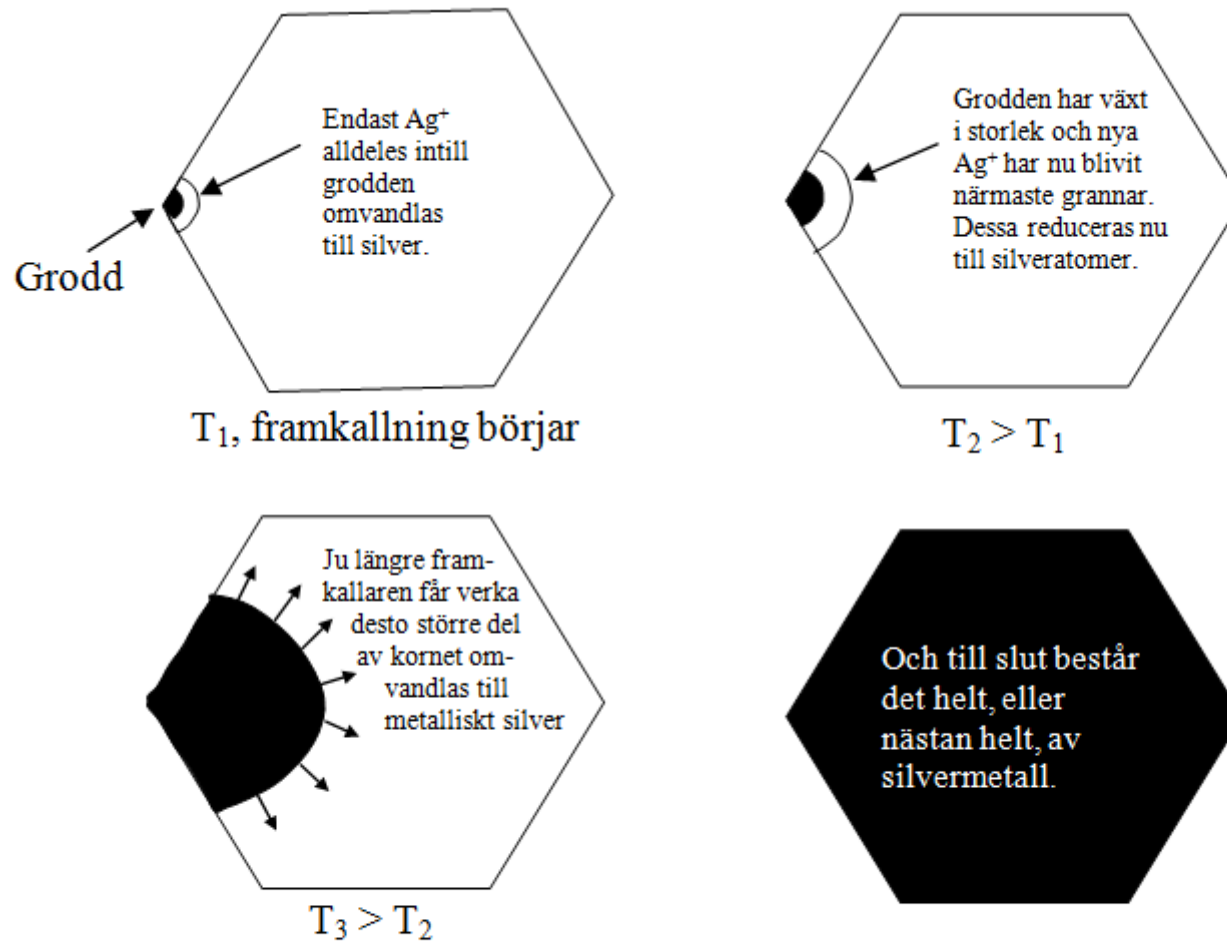 Endast Ag⁺
alldeles intill
grodden
omvandlas
till silver.
Grodd
T₁, framkallning börjar
Grodden har växt
i storlek och nya
Ag⁺ har nu blivit
närmaste grannar.
Dessa reduceras nu
till silveratomer.
T₂ > T₁
Ju längre fram-
kallaren får verka
desto större del
av kornet om-
vandlas till
metalliskt silver
T₃ > T₂
Och till slut består
det helt, eller
nästan helt, av
silvermetall.